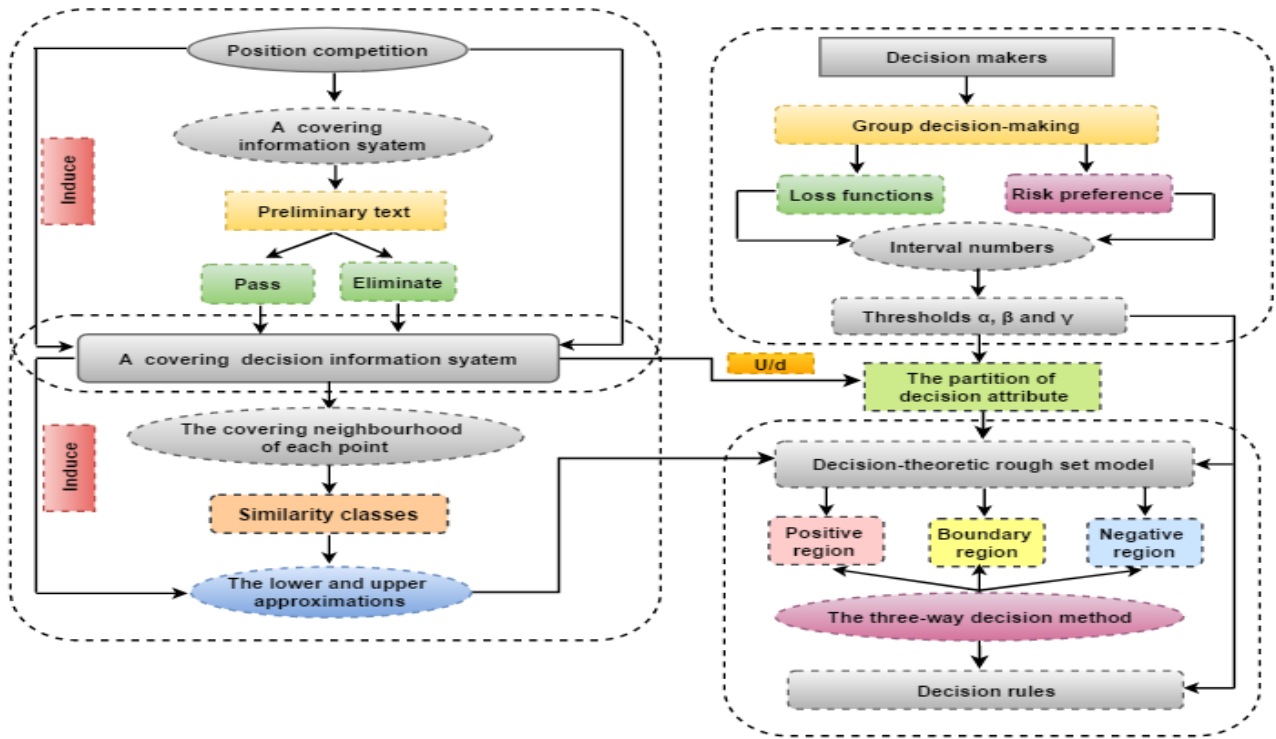 Position competition
A covering
information syatem
Induce
Preliminary text
Pass
Eliminate
A covering decision information system
The covering neighbourhood
of each point
Induce
Similarity classes
The lower and upper
approximations
Decision makers
Group decision-making
Loss functions
Risk preference
Interval numbers
Thresholds α, β and γ
U/d
The partition of
decision attribute
Decision-theoretic rough set model
Positive
region
Boundary
region
Negative
region
The three-way decision method
Decision rules